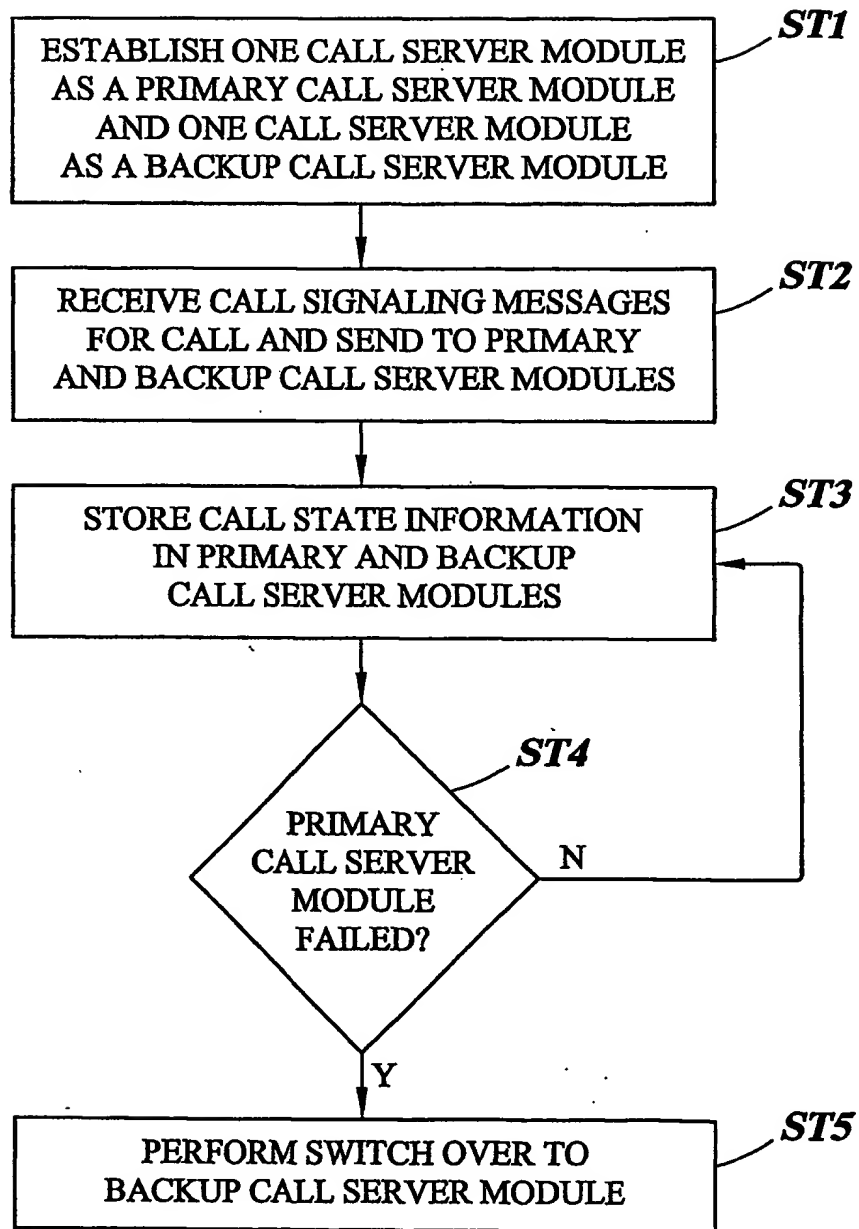 ST1
ESTABLISH ONE CALL SERVER MODULE
AS A PRIMARY CALL SERVER MODULE
AND ONE CALL SERVER MODULE
AS A BACKUP CALL SERVER MODULE
ST2
RECEIVE CALL SIGNALING MESSAGES
FOR CALL AND SEND TO PRIMARY
AND BACKUP CALL SERVER MODULES
ST3
STORE CALL STATE INFORMATION
IN PRIMARY AND BACKUP
CALL SERVER MODULES
ST4
PRIMARY
CALL SERVER
MODULE
FAILED?
N
Y
ST5
PERFORM SWITCH OVER TO
BACKUP CALL SERVER MODULE